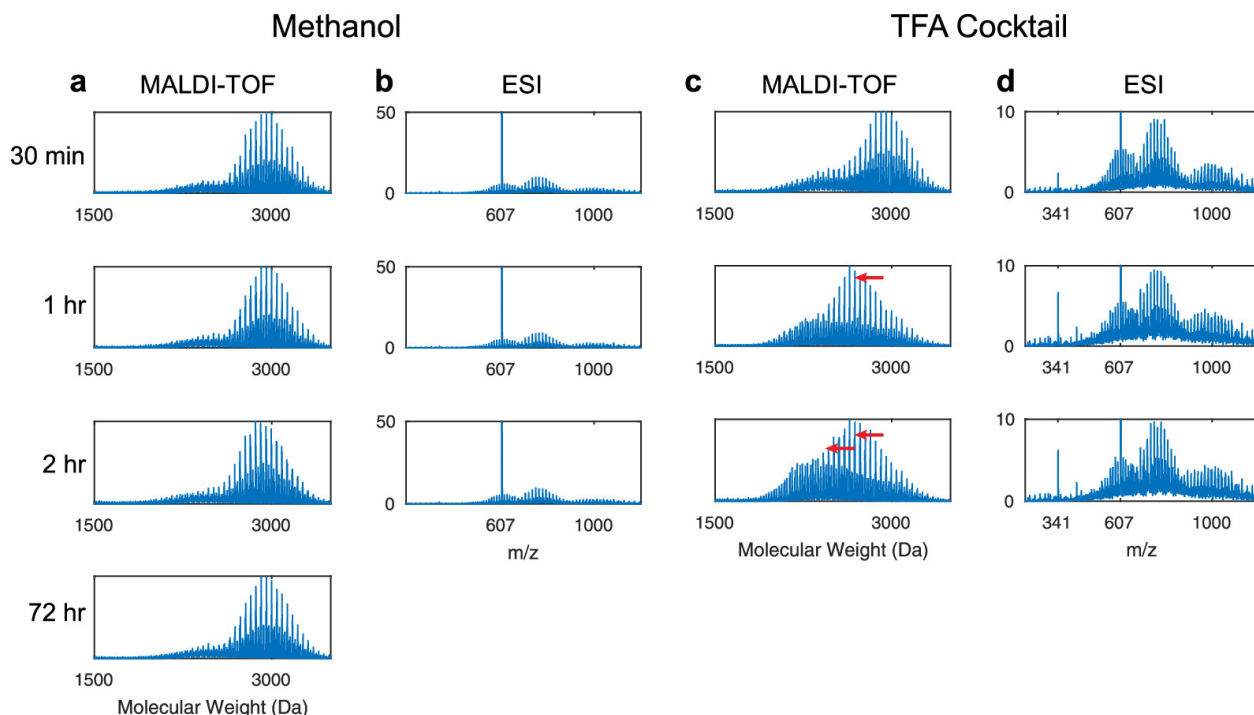 Methanol TFA Cocktail
a b c d
MALDI-TOF ESI MALDI-TOF ESI
30 min
1500 3000
50
0
607 1000
1500 3000
10
0
341 607 1000
1 hr
1500 3000
50
0
607 1000
1500 3000
10
0
341 607 1000
2 hr
1500 3000
50
0
607 1000
m/z
1500 3000
Molecular Weight (Da)
10
0
341 607 1000
m/z
72 hr
1500 3000
Molecular Weight (Da)